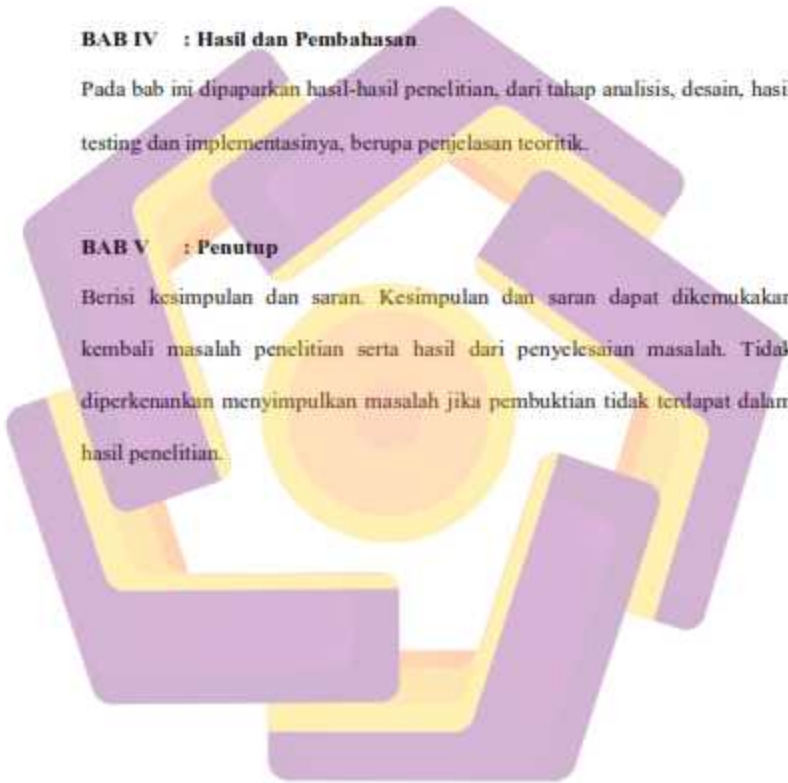 BAB IV : Hasil dan Pembahasan
Pada bab ini dipaparkan hasil-hasil penelitian, dari tahap analisis, desain, hasi
testing dan implementasinya, berupa penjelasan teoritik.
BAB V : Penutup
Berisi kesimpulan dan saran. Kesimpulan dan saran dapat dikemukakan
kembali masalah penelitian serta hasil dari penyelesaian masalah. Tidak
diperkenankan menyimpulkan masalah jika pembuktian tidak terdapat dalam
hasil penelitian.